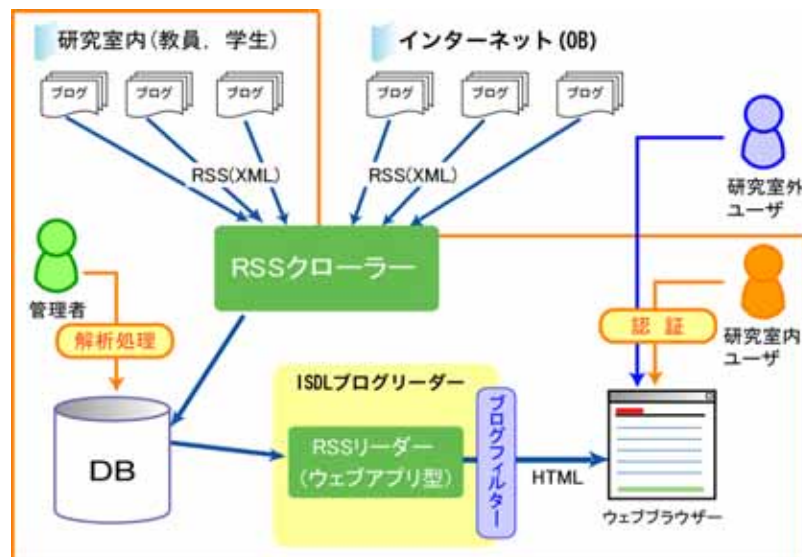 研究室内(教員．学生)
インターネット(OB)
ブログ
ブログ
ブログ
ブログ
ブログ
ブログ
RSS(XML)
RSS(XML)
研究室外
ユーザ
RSSクローラー
管理者
解析処理
認証
研究室内
ユーザ
ISDLブログリーダー
ブログフィルター
DB
RSSリーダー
(ウェブアプリ型)
HTML
ウェブブラウザー